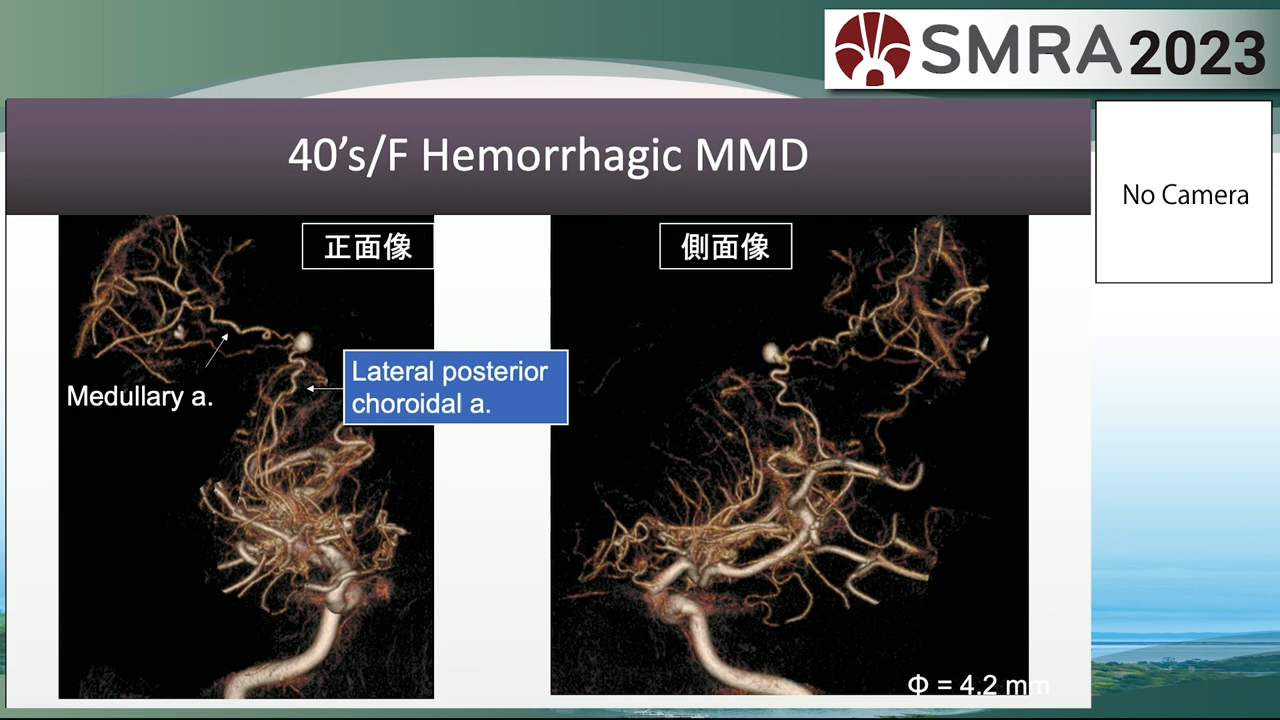 SMRA2023
40's/F Hemorrhagic MMD
No Camera
正面像
側面像
Medullary a.
Lateral posterior
choroidal a.
Φ = 4.2 mm